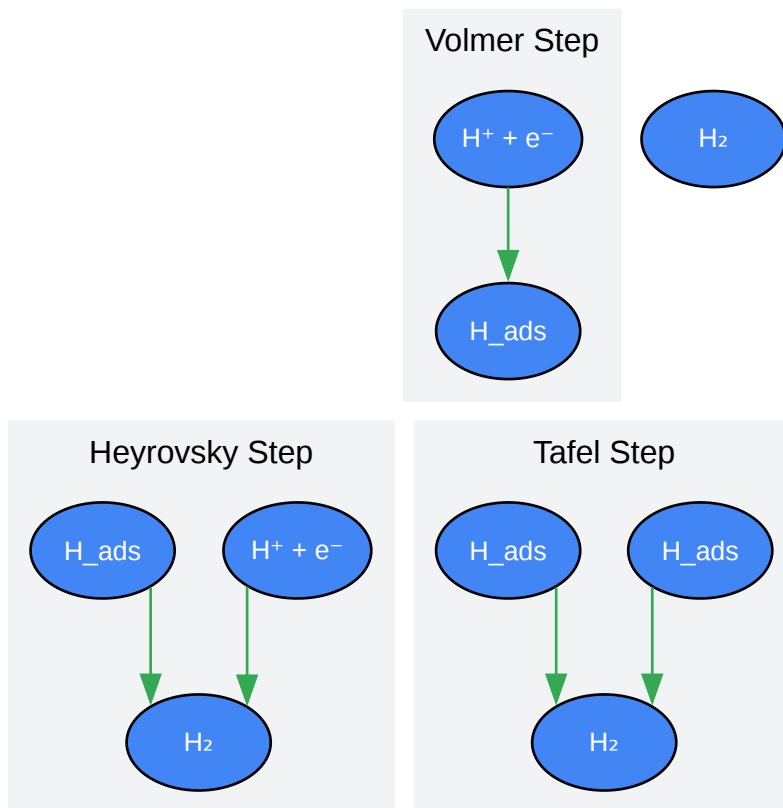 Volmer Step
H⁺ + e⁻
H₂
H_ads
Heyrovsky Step
H_ads
H⁺ + e⁻
H₂
Tafel Step
H_ads
H_ads
H₂